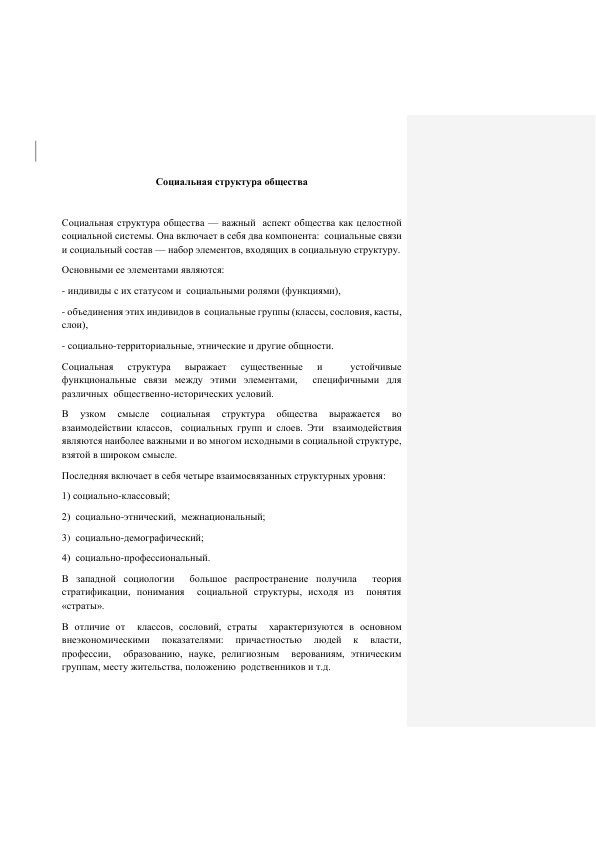 Социальная структура общества
Социальная структура общества — важный аспект общества как целостной
социальной системы. Она включает в себя два компонента: социальные связи
и социальный состав — набор элементов, входящих в социальную структуру.
Основными ее элементами являются:
- индивиды с их статусом и социальными ролями (функциями),
- объединения этих индивидов в социальные группы (классы, сословия, касты,
слои),
- социально-территориальные, этнические и другие общности.
Социальная структура выражает существенные и устойчивые
функциональные связи между этими элементами, специфичными для
различных общественно-исторических условий.
В узком смысле социальная структура общества выражается во
взаимодействии классов, социальных групп и слоев. Эти взаимодействия
являются наиболее важными и во многом исходными в социальной структуре,
взятой в широком смысле.
Последняя включает в себя четыре взаимосвязанных структурных уровня:
1) социально-классовый;
2) социально-этнический, межнациональный;
3) социально-демографический;
4) социально-профессиональный.
В западной социологии большое распространение получила теория
стратификации, понимания социальной структуры, исходя из понятия
«страты».
В отличие от классов, сословий, страты характеризуются в основном
внеэкономическими показателями: причастностью людей к власти,
профессии, образованию, науке, религиозным верованиям, этническим
группам, месту жительства, положению родственников и т.д.